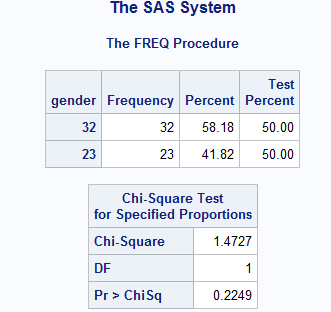 The SAS System
The FREQ Procedure
Test
gender Frequency Percent Percent
32 32 58.18 50.00
23 23 41.82 50.00
Chi-Square Test
for Specified Proportions
Chi-Square 1.4727
DF 1
Pr > ChiSq 0.2249